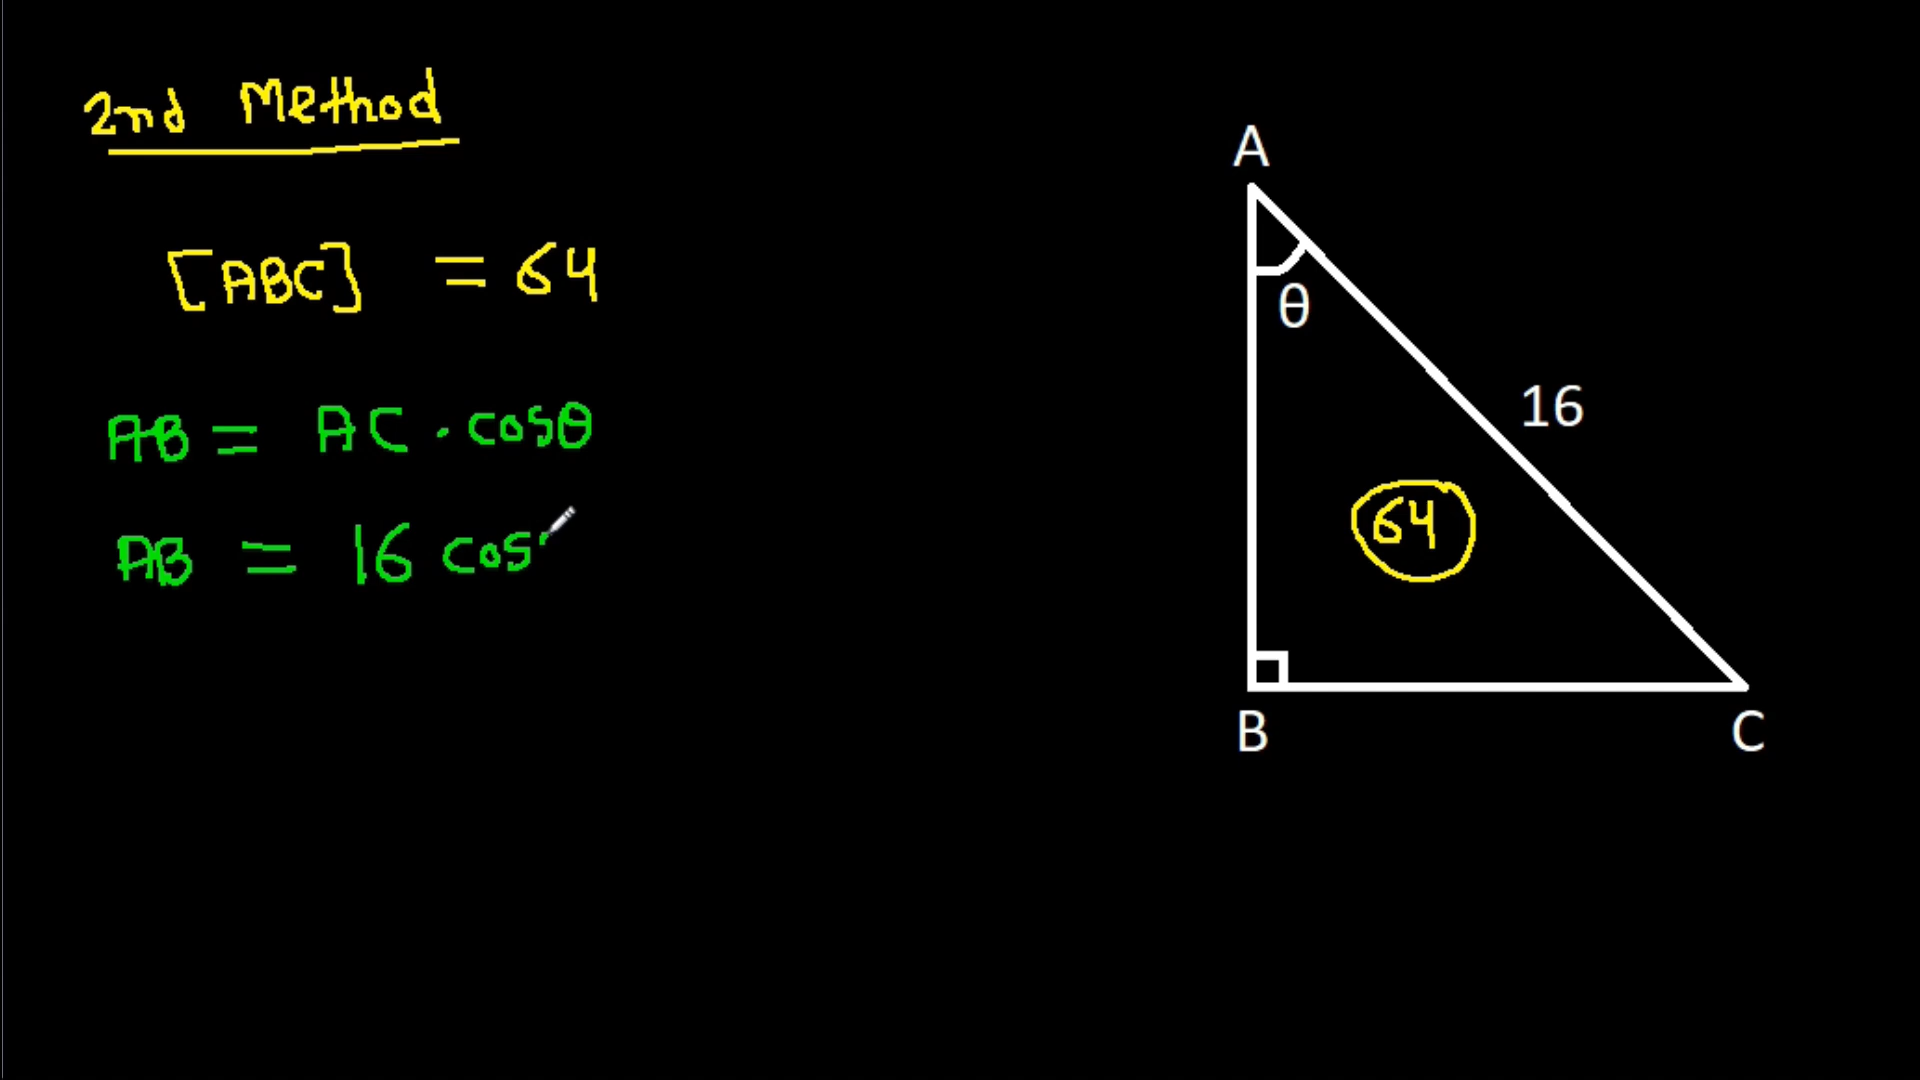 2nd Method
[ABC] = 64
AB = AC . cosθ
AB = 16 cos
A
θ
16
64
B
C